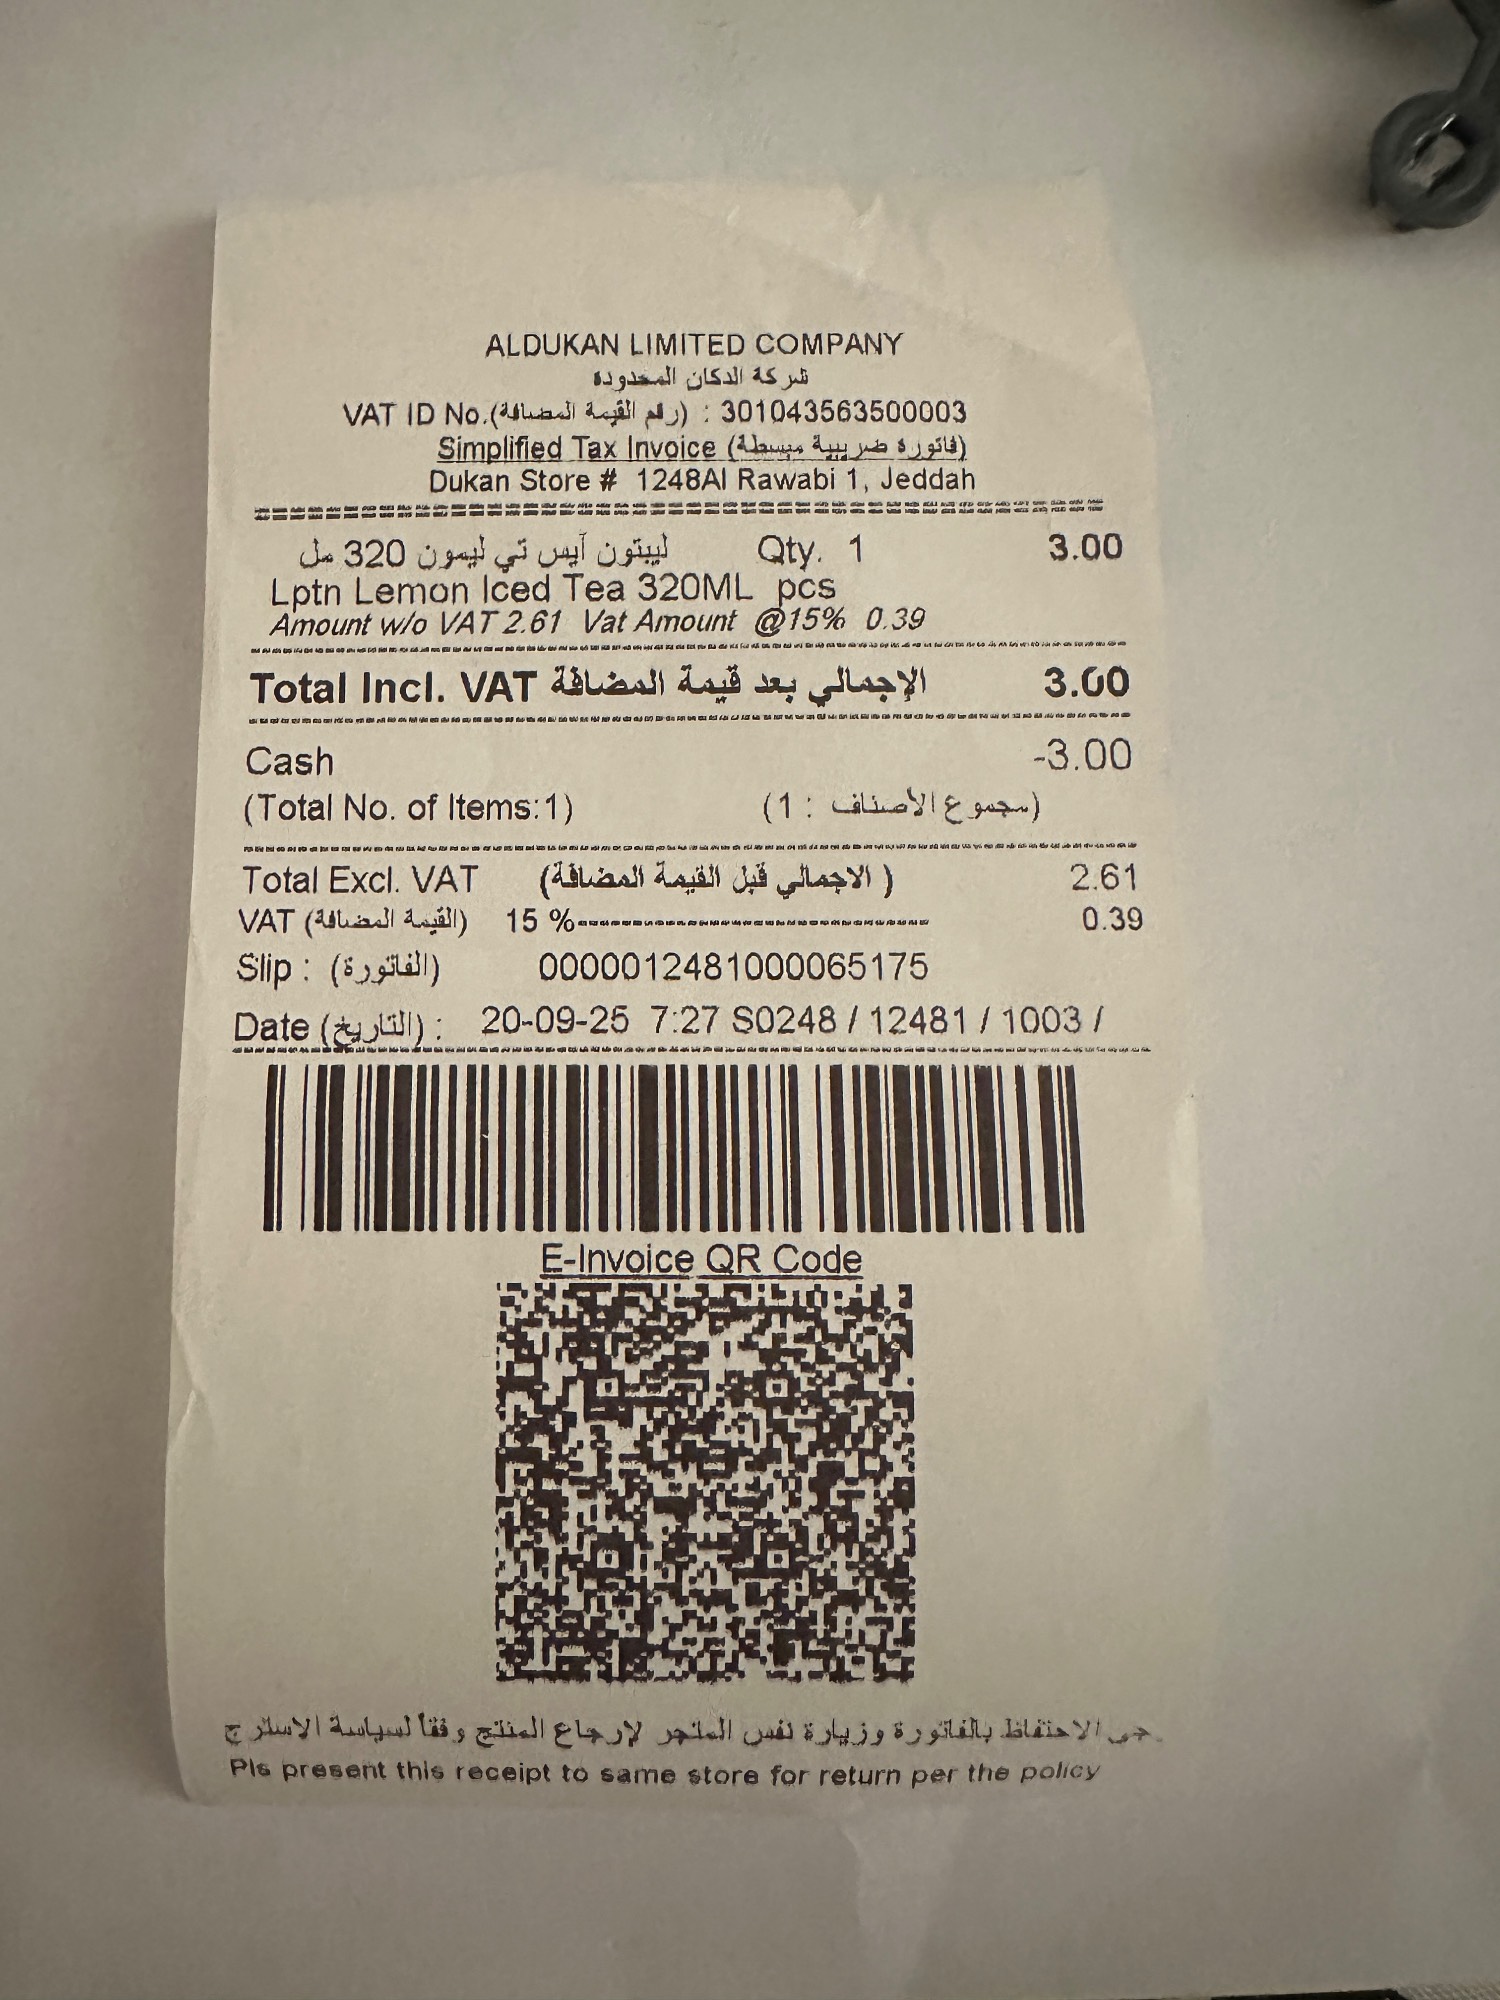 ALDUKAN LIMITED COMPANY
شركة الدكان المحدوده
VAT ID No.(رقم القيمة المضافة) : 301043563500003
Simplified Tax Invoice (فاتورة ضريبية مبسطة)
Dukan Store # 1248Al Rawabi 1, Jeddah
ليبتون آيس تي ليمون 320 مل Qty. 1 3.00
Lptn Lemon Iced Tea 320ML pcs
Amount w/o VAT 2.61 Vat Amount @15% 0.39
Total Incl. VAT الإجمالي بعد قيمة المضافة 3.00
Cash -3.00
(Total No. of Items:1) (مجموع الأصناف : 1)
Total Excl. VAT (الاجمالي قبل القيمة المضافة ) 2.61
VAT (القيمة المضافة) 15 %------------------------ 0.39
Slip : (الفاتورة) 0000012481000065175
Date (التاريخ) : 20-09-25 7:27 S0248 / 12481 / 1003 /
E-Invoice QR Code
الاحتفاظ بالفاتورة وزيارة نفس المتجر لإرجاع المنتج وفقا لسياسة الاسترج
Pls present this receipt to same store for return per the policy